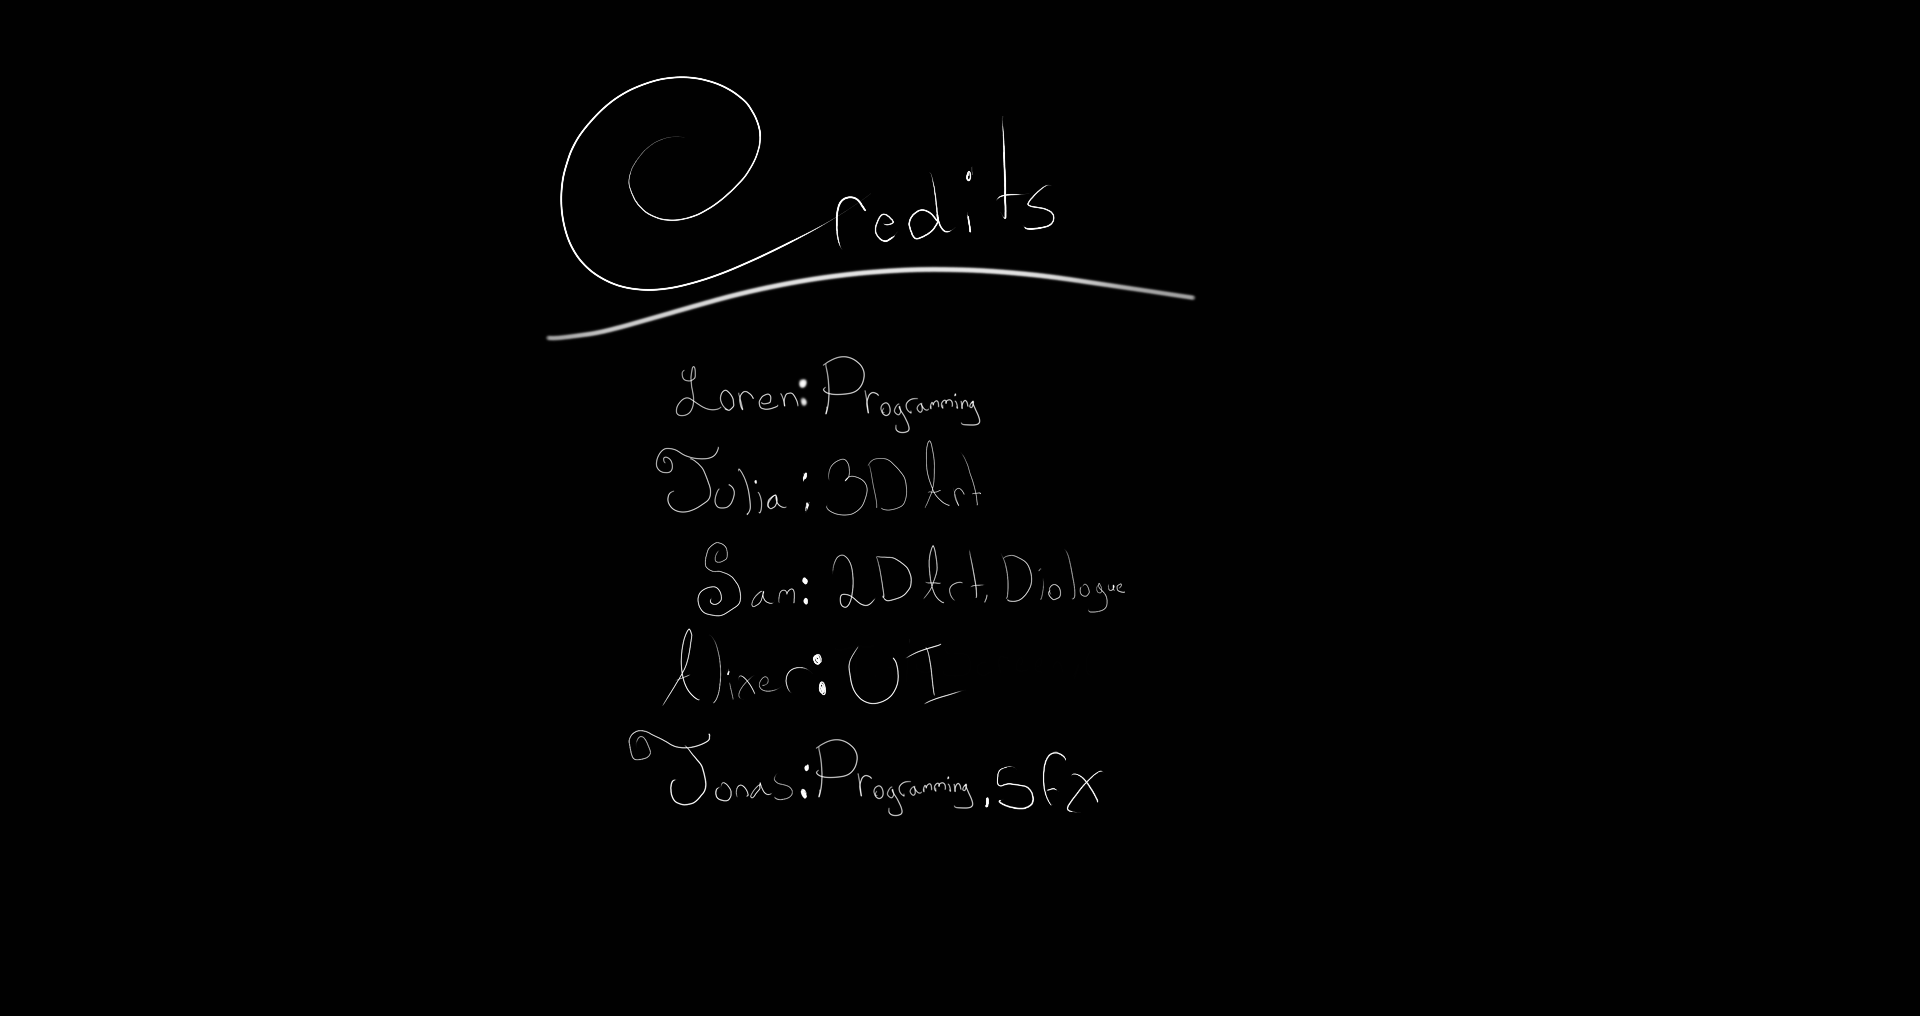 Credits
Loren: Programming
Julia: 3D Art
Sam: 2D Art, Diologue
Alixer: UI
Jonas: Programming, Sfx